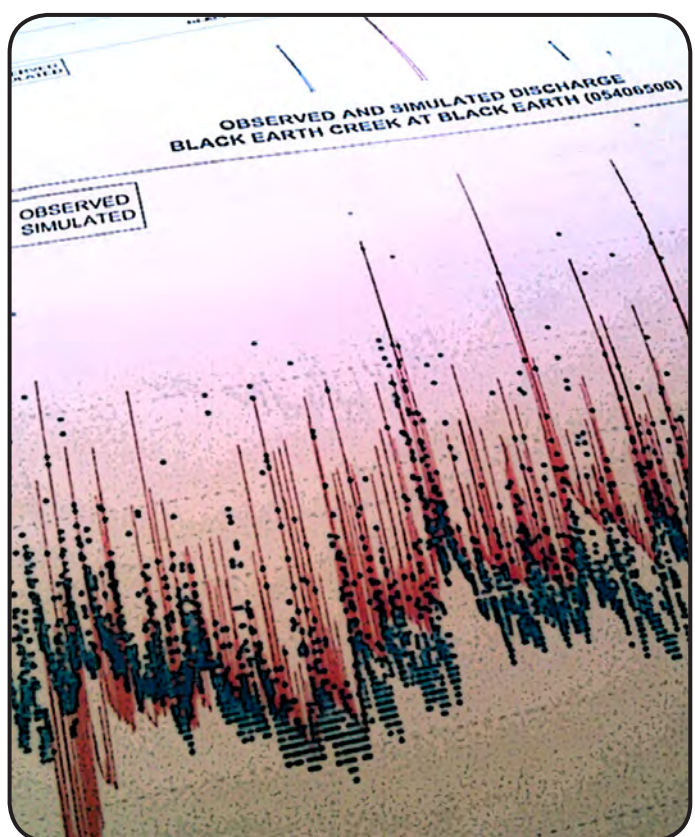 OBSERVED AND SIMULATED DISCHARGE
BLACK EARTH CREEK AT BLACK EARTH (05406500)
OBSERVED
SIMULATED